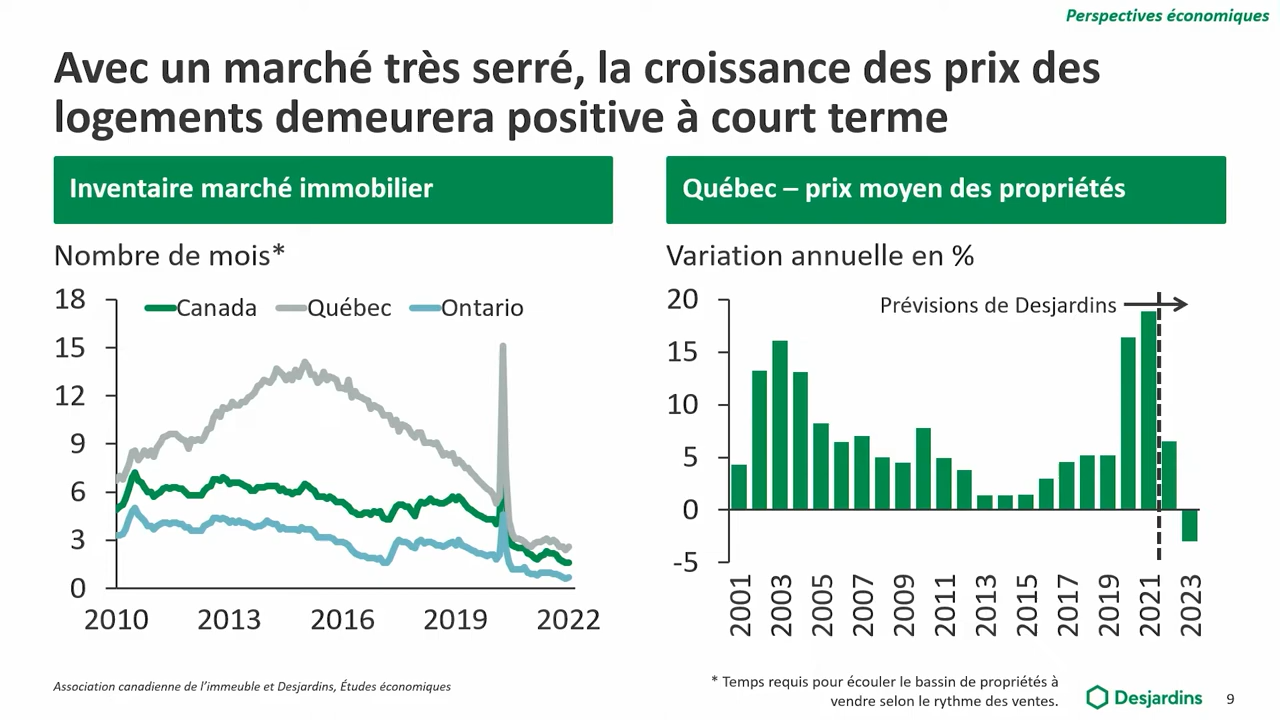 Perspectives économiques
Avec un marché très serré, la croissance des prix des
logements demeurera positive à court terme
Inventaire marché immobilier
Nombre de mois*
18
15
12
9
6
3
0
Canada Québec Ontario
2010 2013 2016 2019 2022
Québec – prix moyen des propriétés
Variation annuelle en %
20
15
10
5
0
-5
Prévisions de Desjardins
2001 2003 2005 2007 2009 2011 2013 2015 2017 2019 2021 2023
Association canadienne de l’immeuble et Desjardins, Études économiques
* Temps requis pour écouler le bassin de propriétés à
vendre selon le rythme des ventes.
Desjardins
9